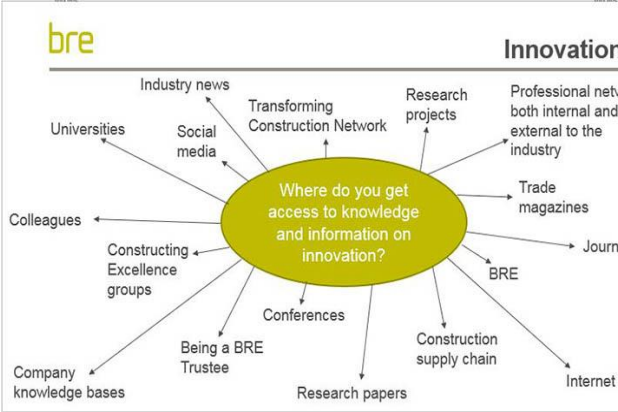 bre
Innovation
Industry news
Transforming
Construction Network
Research
projects
Professional
both internal and
external to the
industry
Universities
Social
media
Where do you get
access to knowledge
and information on
innovation?
Trade
magazines
Colleagues
Constructing
Excellence
groups
BRE
Conferences
Being a BRE
Trustee
Construction
supply chain
Company
knowledge bases
Research papers
Internet